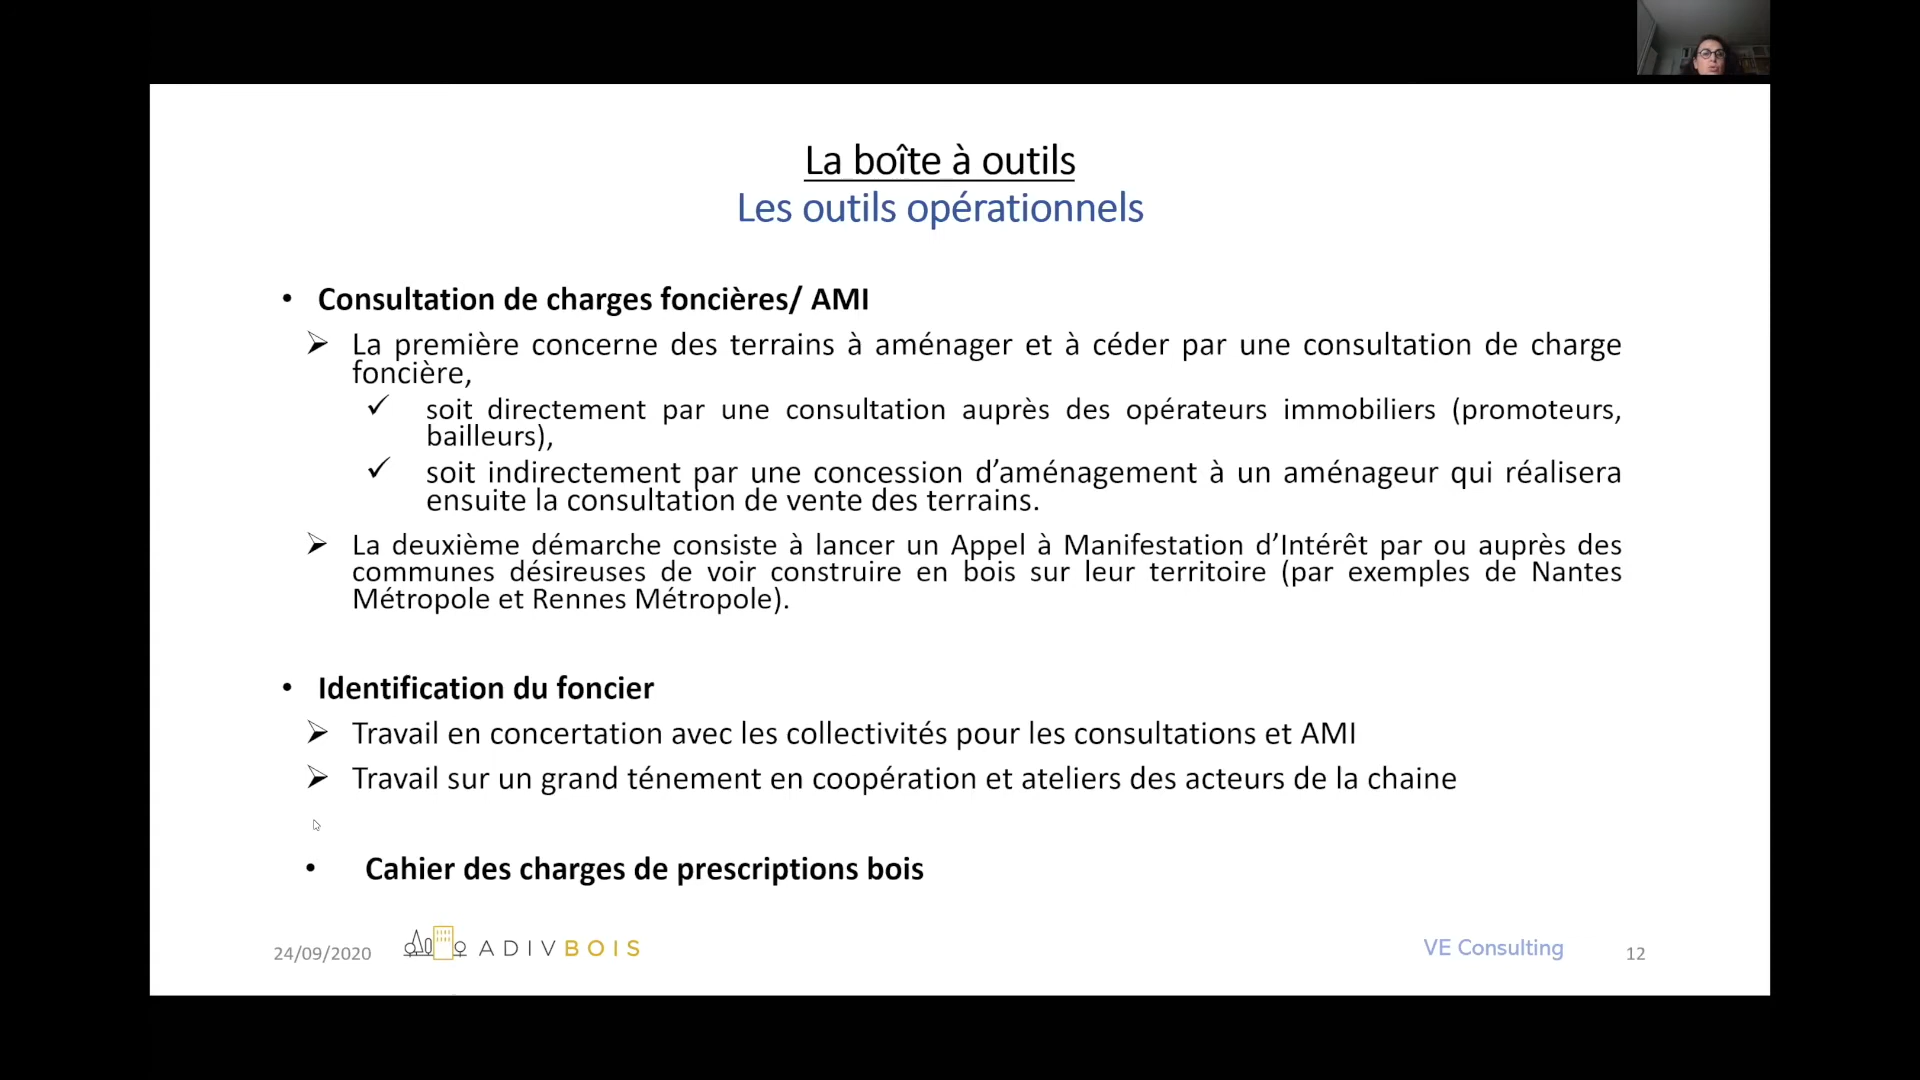 La boîte à outils
Les outils opérationnels
• Consultation de charges foncières/ AMI
➢ La première concerne des terrains à aménager et à céder par une consultation de charge
foncière,
✓ soit directement par une consultation auprès des opérateurs immobiliers (promoteurs,
bailleurs),
✓ soit indirectement par une concession d’aménagement à un aménageur qui réalisera
ensuite la consultation de vente des terrains.
➢ La deuxième démarche consiste à lancer un Appel à Manifestation d’Intérêt par ou auprès des
communes désireuses de voir construire en bois sur leur territoire (par exemples de Nantes
Métropole et Rennes Métropole).
• Identification du foncier
➢ Travail en concertation avec les collectivités pour les consultations et AMI
➢ Travail sur un grand ténement en coopération et ateliers des acteurs de la chaine
• Cahier des charges de prescriptions bois
24/09/2020
ADIVBOIS
VE Consulting
12